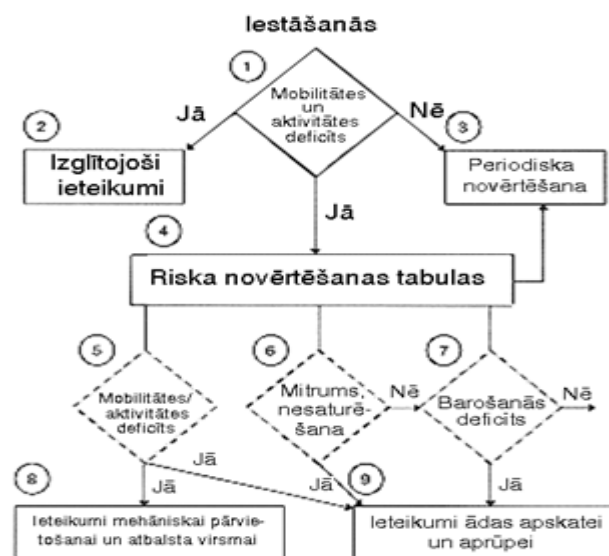 Iestāšanās
1
Mobilitātes
un
aktivitātes
deficīts
Jā
Nē
2
3
Izglītojoši
ieteikumi
Periodiska
novērtēšana
Jā
4
Riska novērtēšanas tabulas
5
6
7
Mobilitātes/
aktivitātes
deficīts
Mitrums,
nesaturē-
šana
Nē
Barošanās
deficīts
Nē
8
Jā
Jā
Jā
9
Jā
Ieteikumi mehāniskai pārvie-
tošanai un atbalsta virsmai
Ieteikumi ādas apskatei
un aprūpei